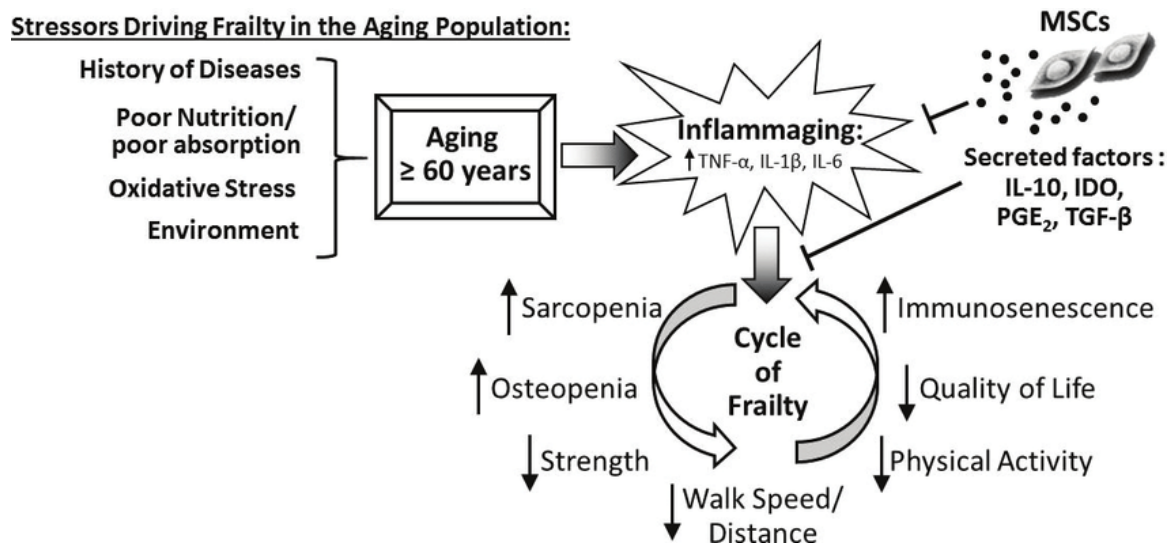 Stressors Driving Frailty in the Aging Population:
History of Diseases
Poor Nutrition/
poor absorption
Oxidative Stress
Environment
Aging
≥ 60 years
Inflammaging:
↑ TNF-α, IL-1β, IL-6
MSCs
Secreted factors :
IL-10, IDO,
PGE₂, TGF-β
Cycle
of
Frailty
↑ Sarcopenia
↑ Osteopenia
↓ Strength
↓ Walk Speed/
Distance
↓ Physical Activity
↓ Quality of Life
↑ Immunosenescence